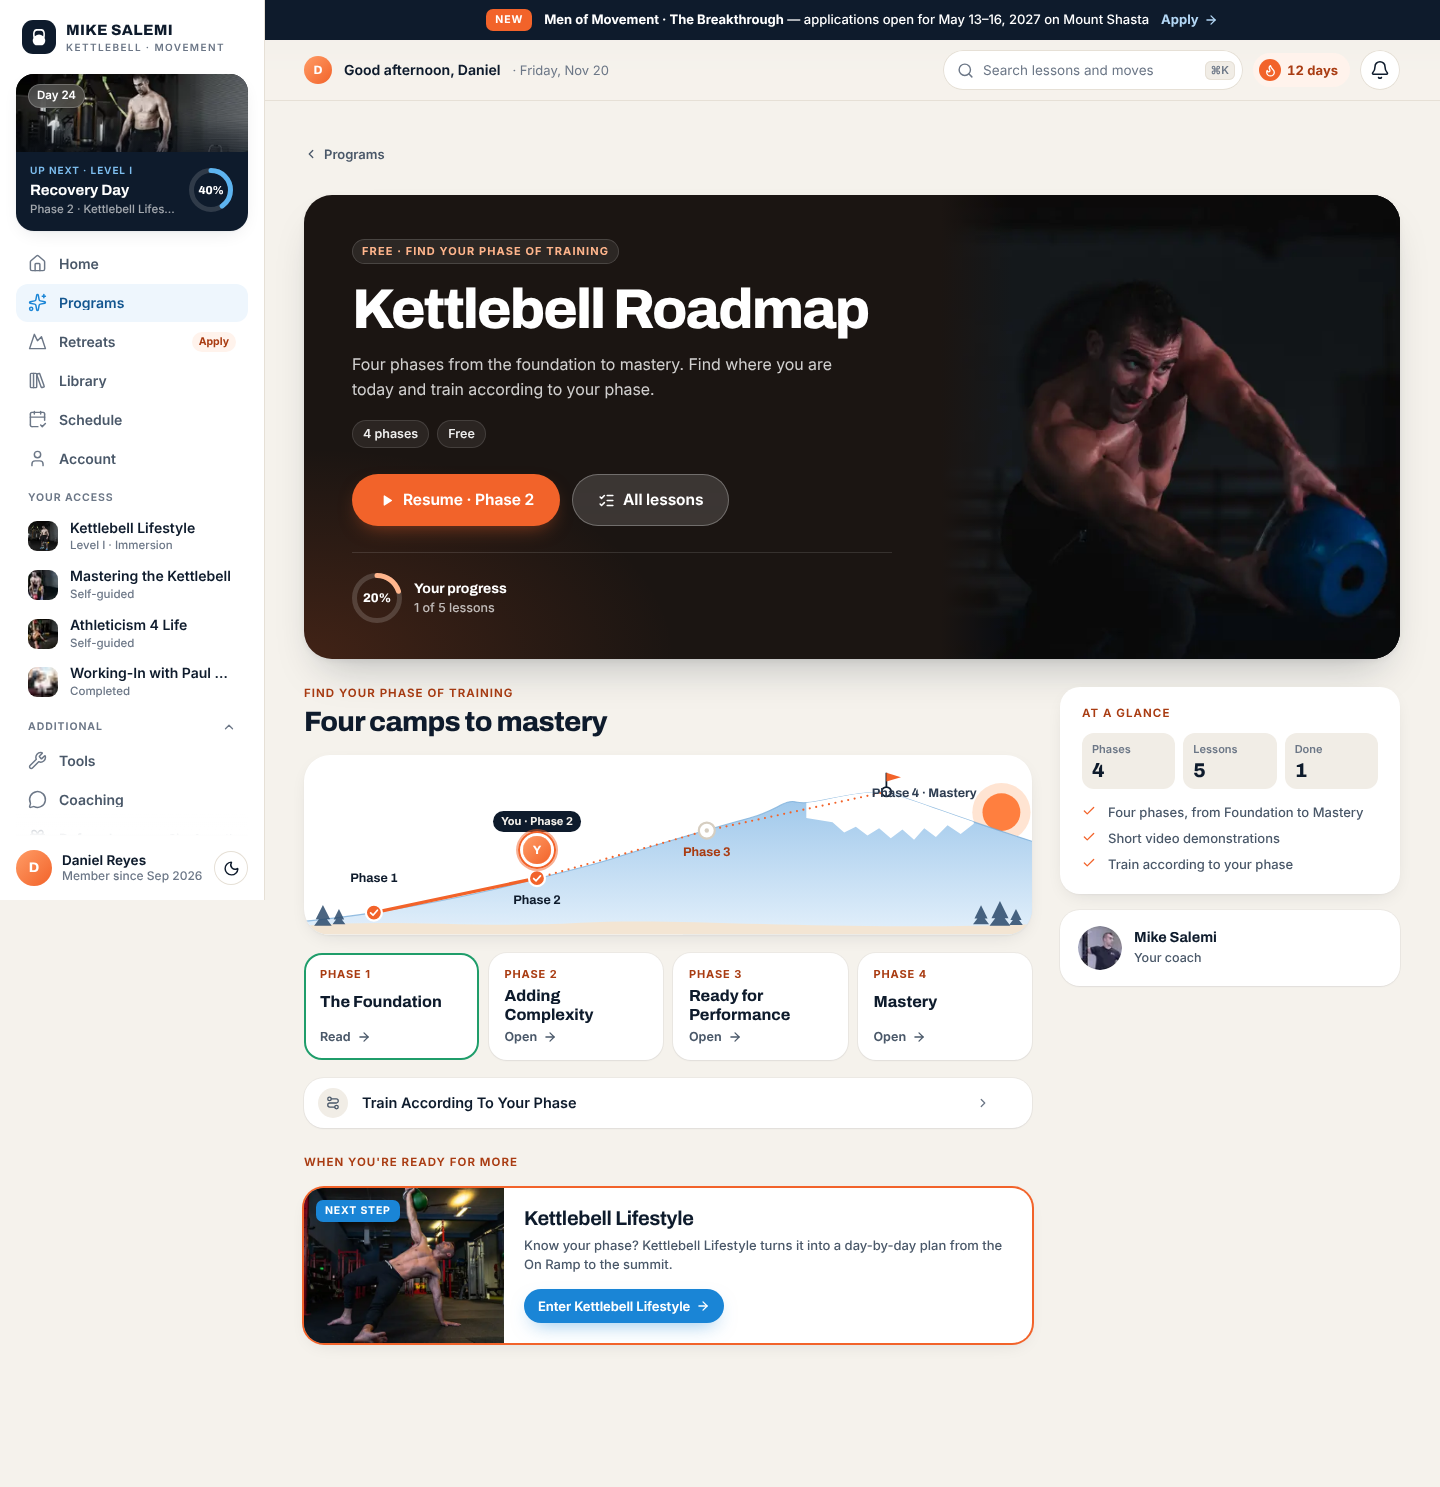 MIKE SALEMI
KETTLEBELL · MOVEMENT
Day 24
UP NEXT · LEVEL I
Recovery Day
Phase 2 · Kettlebell Lifes...
40%
Home
Programs
Retreats
Apply
Library
Schedule
Account
YOUR ACCESS
Kettlebell Lifestyle
Level I · Immersion
Mastering the Kettlebell
Self-guided
Athleticism 4 Life
Self-guided
Working-In with Paul ...
Completed
ADDITIONAL
Tools
Coaching
D
Daniel Reyes
Member since Sep 2026
NEW Men of Movement · The Breakthrough — applications open for May 13–16, 2027 on Mount Shasta Apply →
D Good afternoon, Daniel · Friday, Nov 20
Search lessons and moves ⌘K
12 days
Programs
FREE · FIND YOUR PHASE OF TRAINING
Kettlebell Roadmap
Four phases from the foundation to mastery. Find where you are
today and train according to your phase.
4 phases Free
Resume · Phase 2 All lessons
20%
Your progress
1 of 5 lessons
FIND YOUR PHASE OF TRAINING
Four camps to mastery
Phase 4 · Mastery
You · Phase 2
Y
Phase 3
Phase 1
Phase 2
PHASE 1
The Foundation
Read →
PHASE 2
Adding
Complexity
Open →
PHASE 3
Ready for
Performance
Open →
PHASE 4
Mastery
Open →
Train According To Your Phase
WHEN YOU'RE READY FOR MORE
NEXT STEP
Kettlebell Lifestyle
Know your phase? Kettlebell Lifestyle turns it into a day-by-day plan from the
On Ramp to the summit.
Enter Kettlebell Lifestyle →
AT A GLANCE
Phases
4
Lessons
5
Done
1
Four phases, from Foundation to Mastery
Short video demonstrations
Train according to your phase
Mike Salemi
Your coach